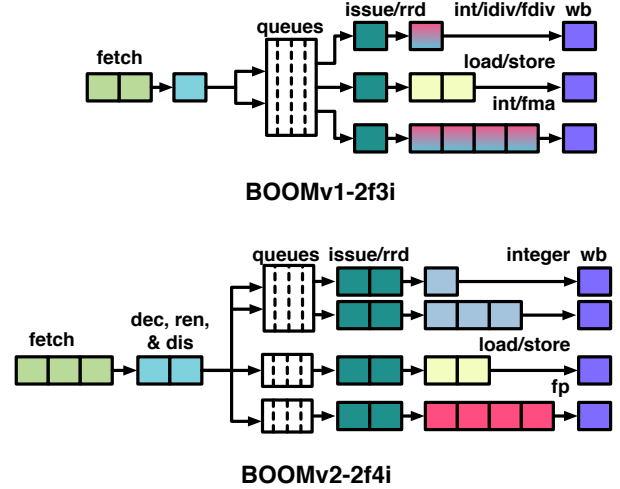 issue/rrd int/idiv/fdiv wb
queues
fetch
load/store
int/fma
BOOMv1-2f3i
queues issue/rrd integer wb
dec, ren,
& dis
fetch
load/store
fp
BOOMv2-2f4i